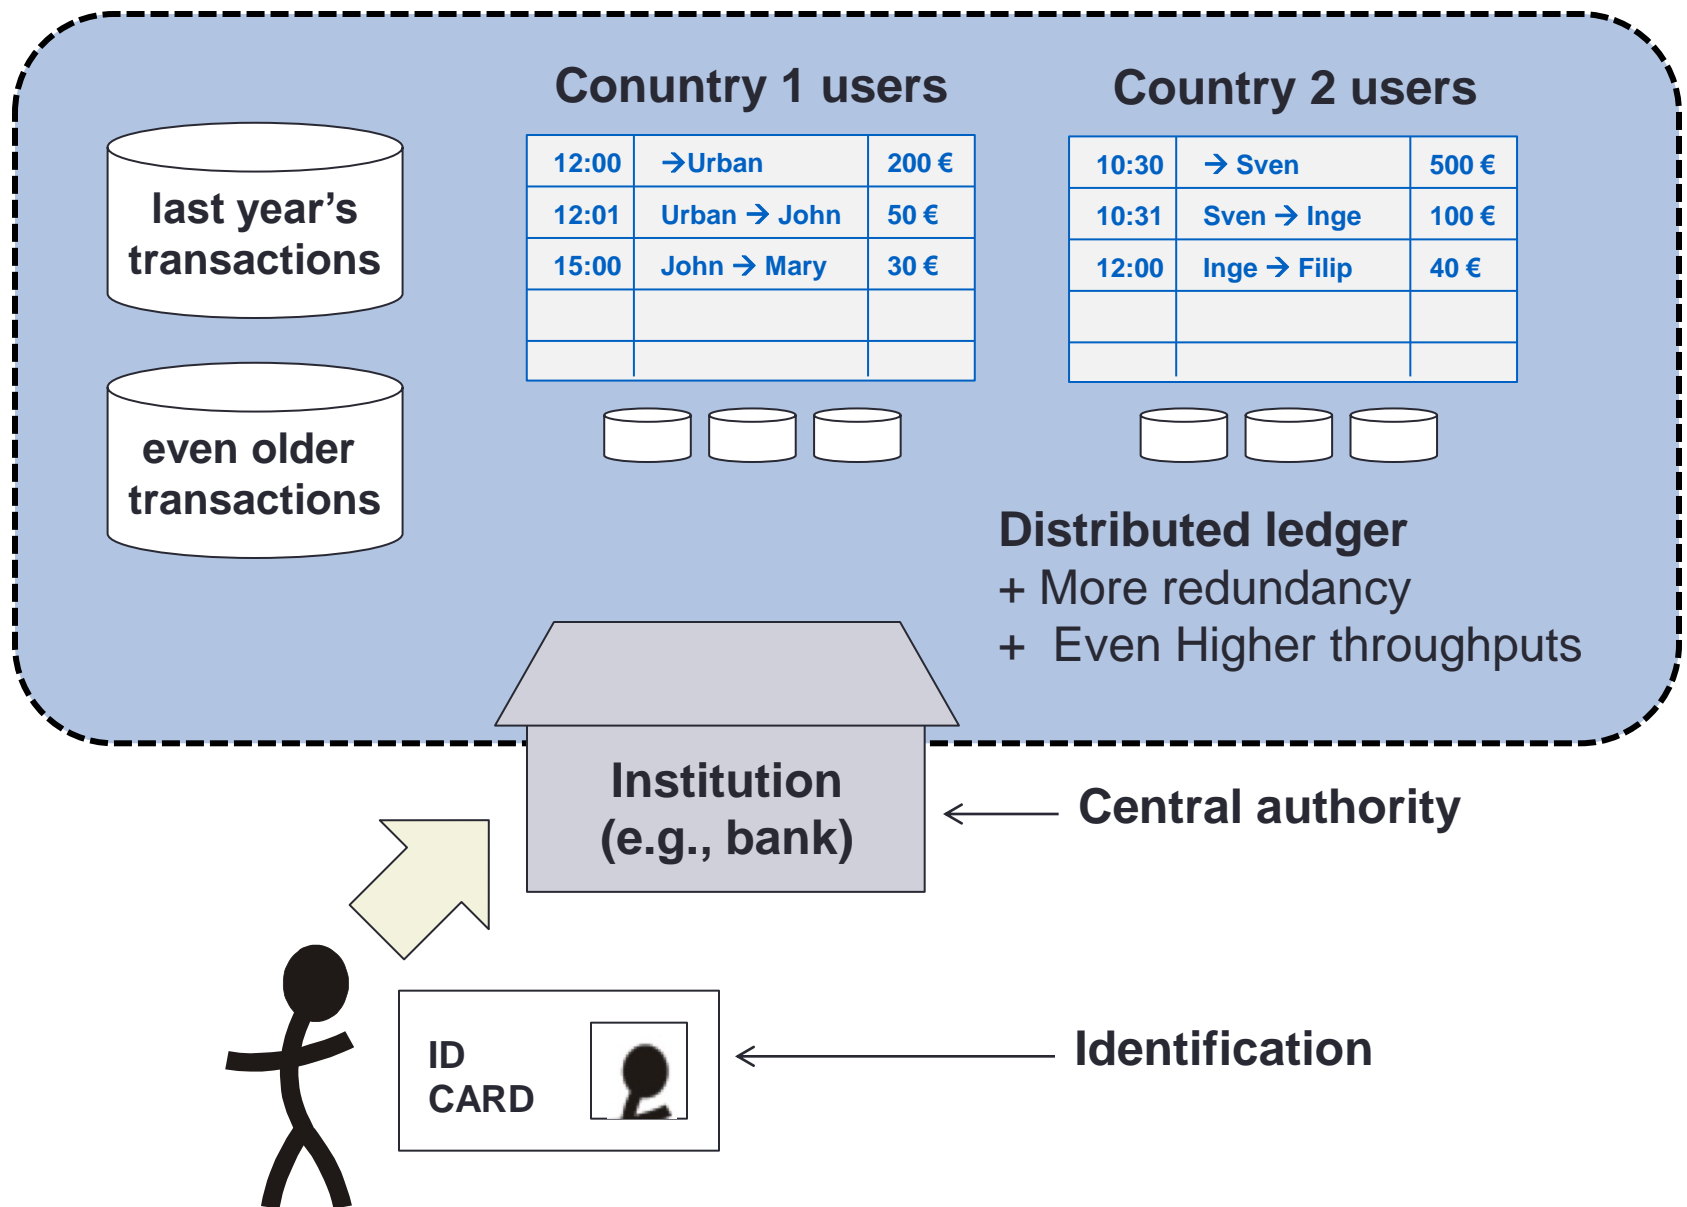 Conuntry 1 users
Country 2 users
last year's
transactions
even older
transactions
12:00 →Urban 200 €
12:01 Urban → John 50 €
15:00 John → Mary 30 €
10:30 → Sven 500 €
10:31 Sven → Inge 100 €
12:00 Inge → Filip 40 €
Distributed ledger
+ More redundancy
+ Even Higher throughputs
Institution
(e.g., bank)
Central authority
ID
CARD
Identification